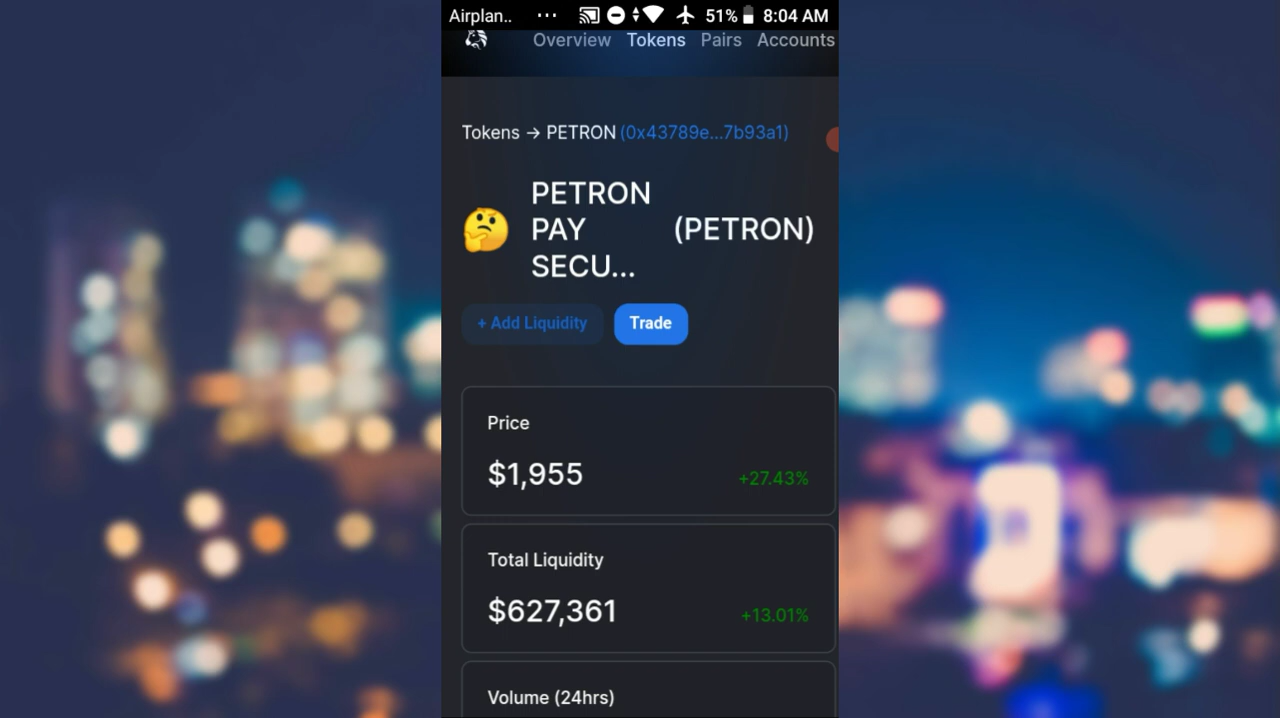 Airplan.. ... 51% 8:04 AM
Overview Tokens Pairs Accounts
Tokens → PETRON (0x43789e...7b93a1)
PETRON
PAY (PETRON)
SECU...
+ Add Liquidity Trade
Price
$1,955 +27.43%
Total Liquidity
$627,361 +13.01%
Volume (24hrs)